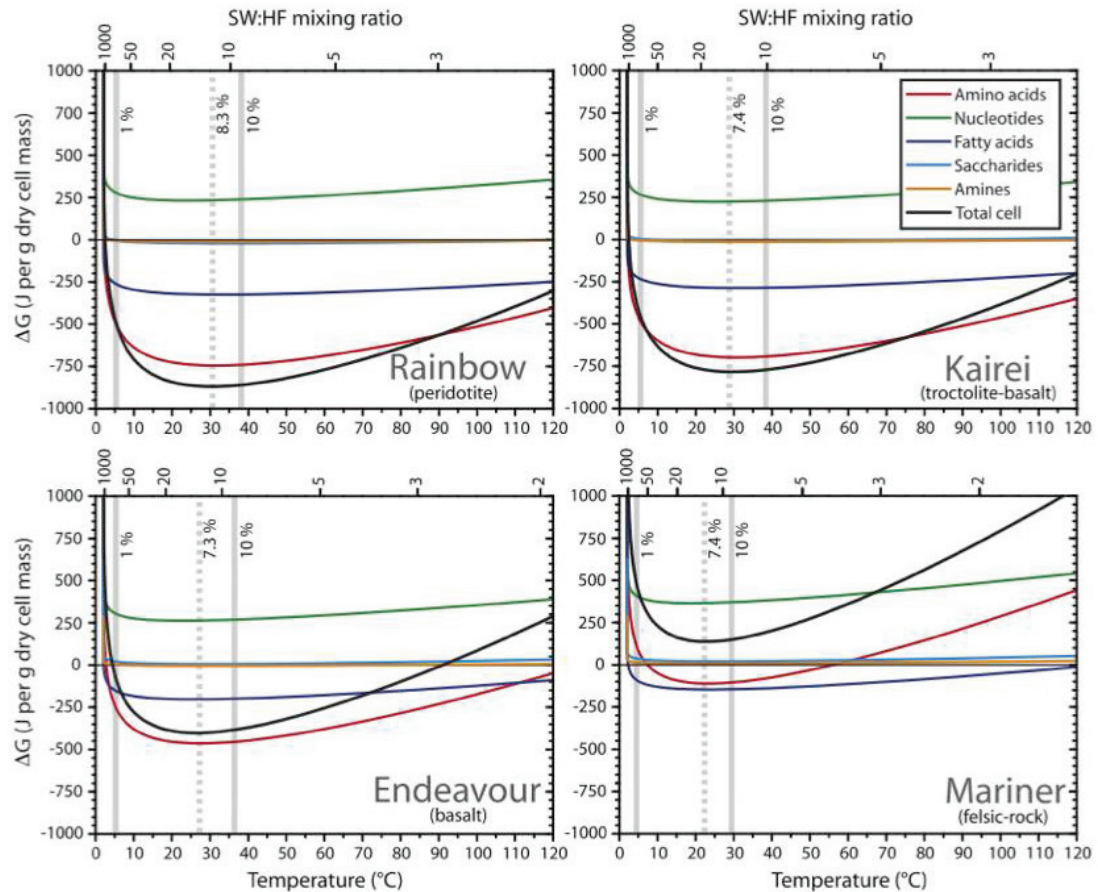 SW:HF mixing ratio SW:HF mixing ratio
1000 50 20 10 5 3 1000 50 20 10 5 3
1000 750 500 250 0 -250 -500 -750 -1000
ΔG (J per g dry cell mass)
1 % 8.3 % 10 %
Rainbow
(peridotite)
0 10 20 30 40 50 60 70 80 90 100 110 120
1000 750 500 250 0 -250 -500 -750 -1000
1 % 7.4 % 10 %
Amino acids
Nucleotides
Fatty acids
Saccharides
Amines
Total cell
Kairei
(troctolite-basalt)
0 10 20 30 40 50 60 70 80 90 100 110 120
1000 50 20 10 5 3 2 1000 50 20 10 5 3 2
1000 750 500 250 0 -250 -500 -750 -1000
ΔG (J per g dry cell mass)
1 % 7.3 % 10 %
Endeavour
(basalt)
0 10 20 30 40 50 60 70 80 90 100 110 120
Temperature (°C)
1000 750 500 250 0 -250 -500 -750 -1000
1 % 7.4 % 10 %
Mariner
(felsic-rock)
0 10 20 30 40 50 60 70 80 90 100 110 120
Temperature (°C)